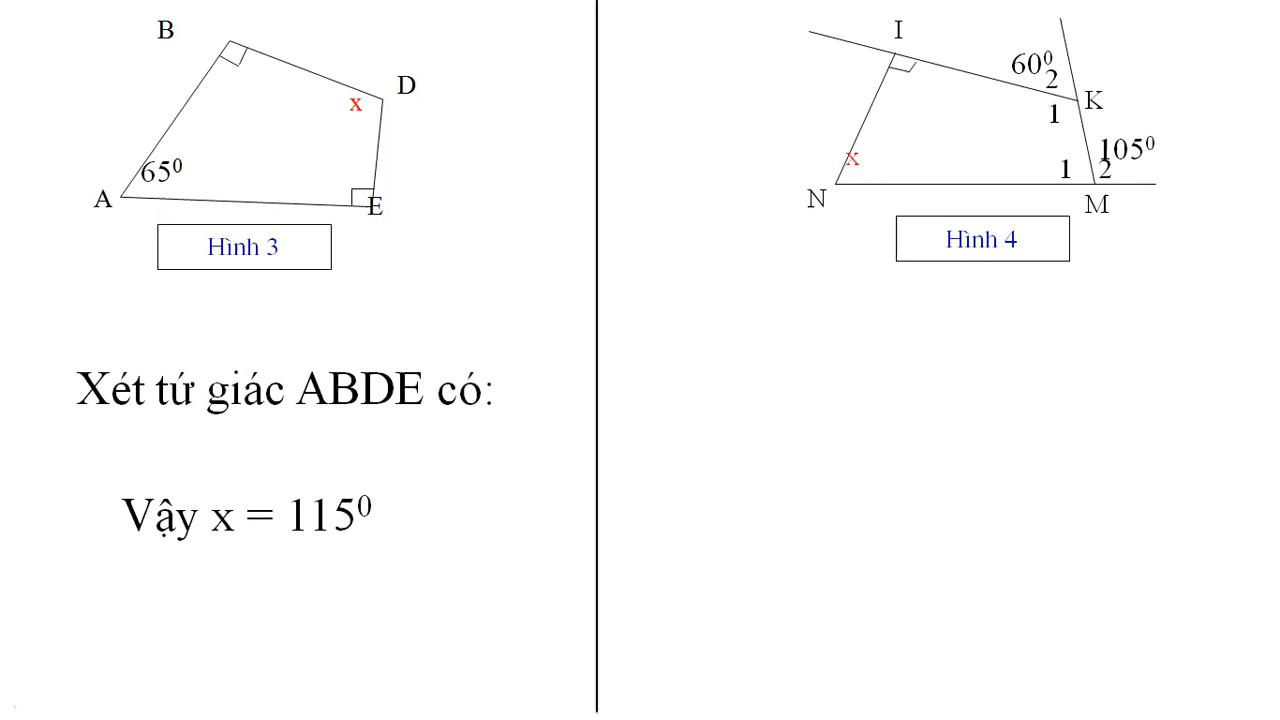 B
D
x
65⁰
A
E
Hình 3
Xét tứ giác ABDE có:
Vậy x = 115⁰
I
60⁰
2
K
1
105⁰
x
1
2
N
M
Hình 4